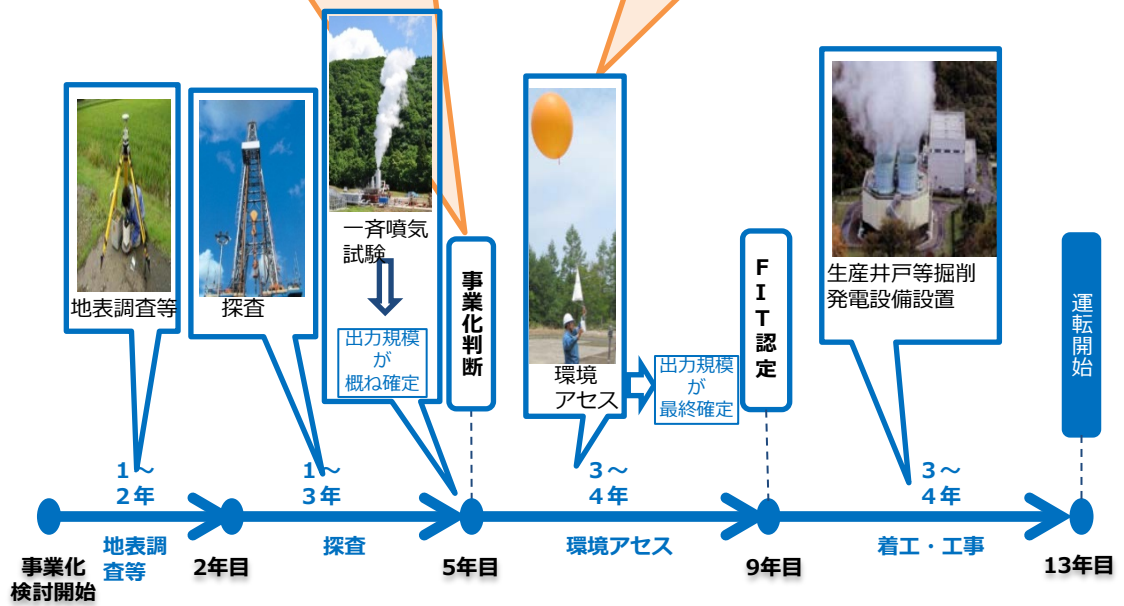 地表調査等
探査
一斉噴気
試験
出力規模
が
概ね確定
事業化判断
環境
アセス
出力規模
が
最終確定
FIT認定
生産井戸等掘削
発電設備設置
運転開始
1～
2年
1～
3年
3～
4年
3～
4年
地表調
査等
探査
環境アセス
着工・工事
事業化
検討開始
2年目
5年目
9年目
13年目